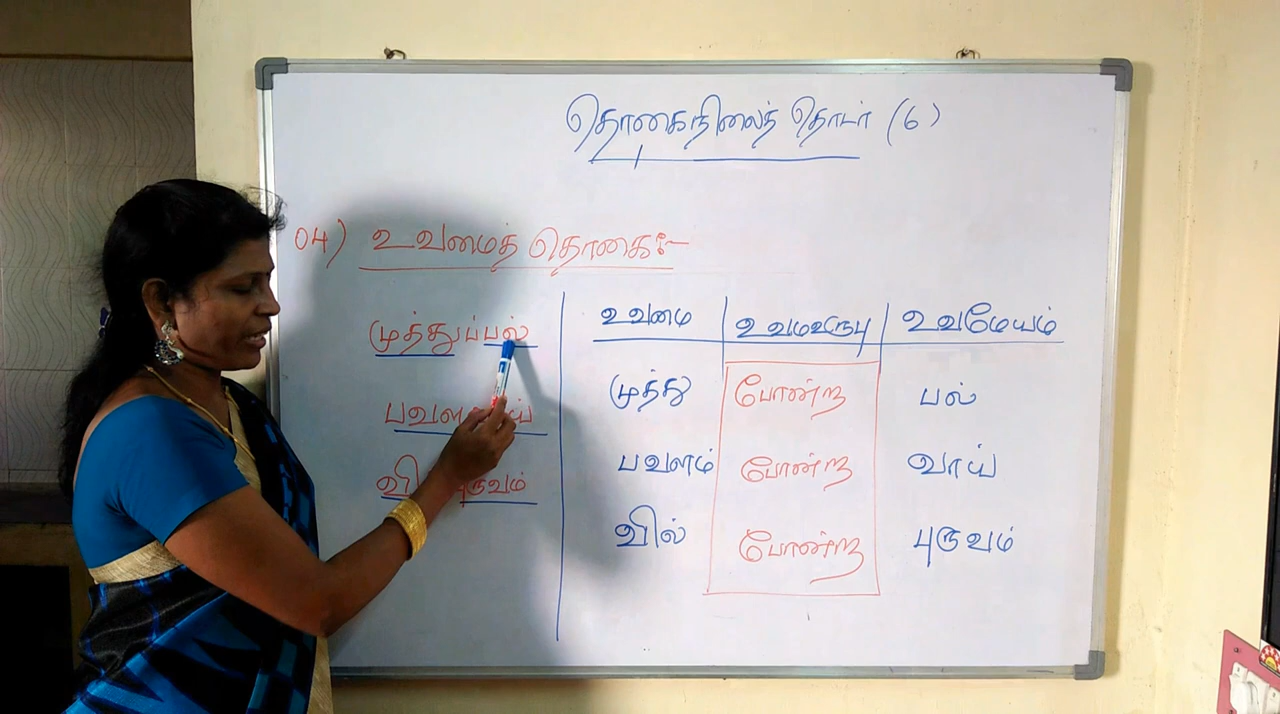 தொகைநிலைத் தொடர் (6)
04) உவமைத் தொகை:-
முத்துப்பல்
உவமை உவமஉருபு உவமேயம்
முத்து போன்ற பல்
பவளம் போன்ற வாய்
வில் போன்ற புருவம்